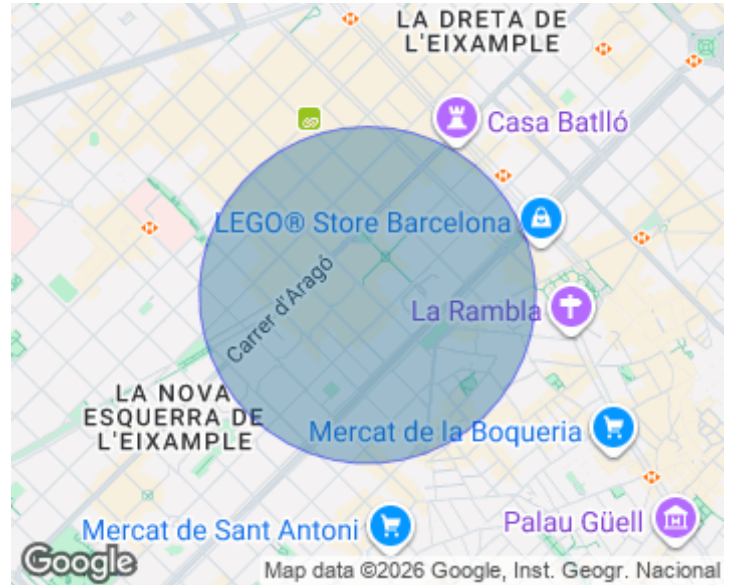 LA DRETA DE
L'EIXAMPLE
Casa Batlló
LEGO® Store Barcelona
Carrer d'Aragó
La Rambla
LA NOVA
ESQUERRA DE
L'EIXAMPLE
Mercat de la Boqueria
Mercat de Sant Antoni
Palau Güell
Google
Map data ©2026 Google, Inst. Geogr. Nacional